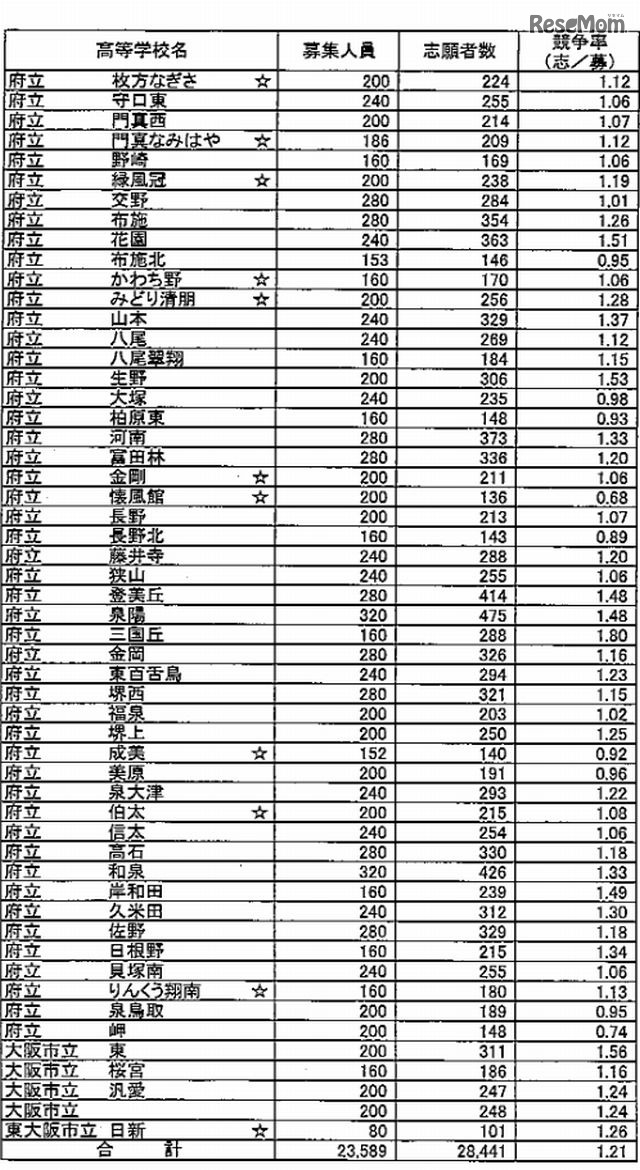 ReseMom
リセマム
高等学校名 募集人員 志願者数 競争率
(志/募)
府立 枚方なぎさ ☆ 200 224 1.12
府立 守口東 240 255 1.06
府立 門真西 200 214 1.07
府立 門真なみはや ☆ 186 209 1.12
府立 野崎 160 169 1.06
府立 緑風冠 ☆ 200 238 1.19
府立 交野 280 284 1.01
府立 布施 280 354 1.26
府立 花園 240 363 1.51
府立 布施北 153 146 0.95
府立 かわち野 ☆ 160 170 1.06
府立 みどり清朋 ☆ 200 256 1.28
府立 山本 240 329 1.37
府立 八尾 240 269 1.12
府立 八尾翠翔 160 184 1.15
府立 生野 200 306 1.53
府立 大塚 240 235 0.98
府立 柏原東 160 148 0.93
府立 河南 280 373 1.33
府立 富田林 280 336 1.20
府立 金剛 ☆ 200 211 1.06
府立 懐風館 ☆ 200 136 0.68
府立 長野 200 213 1.07
府立 長野北 160 143 0.89
府立 藤井寺 240 288 1.20
府立 狭山 240 255 1.06
府立 登美丘 280 414 1.48
府立 泉陽 320 475 1.48
府立 三国丘 160 288 1.80
府立 金岡 280 326 1.16
府立 東百舌鳥 240 294 1.23
府立 堺西 280 321 1.15
府立 福泉 200 203 1.02
府立 堺上 200 250 1.25
府立 成美 ☆ 152 140 0.92
府立 美原 200 191 0.96
府立 泉大津 240 293 1.22
府立 伯太 ☆ 200 215 1.08
府立 信太 240 254 1.06
府立 高石 280 330 1.18
府立 和泉 320 426 1.33
府立 岸和田 160 239 1.49
府立 久米田 240 312 1.30
府立 佐野 280 329 1.18
府立 日根野 160 215 1.34
府立 貝塚南 240 255 1.06
府立 りんくう翔南 ☆ 160 180 1.13
府立 泉鳥取 200 189 0.95
府立 岬 200 148 0.74
大阪市立 東 200 311 1.56
大阪市立 桜宮 160 186 1.16
大阪市立 汎愛 200 247 1.24
大阪市立 200 248 1.24
東大阪市立 日新 ☆ 80 101 1.26
合計 23,589 28,441 1.21